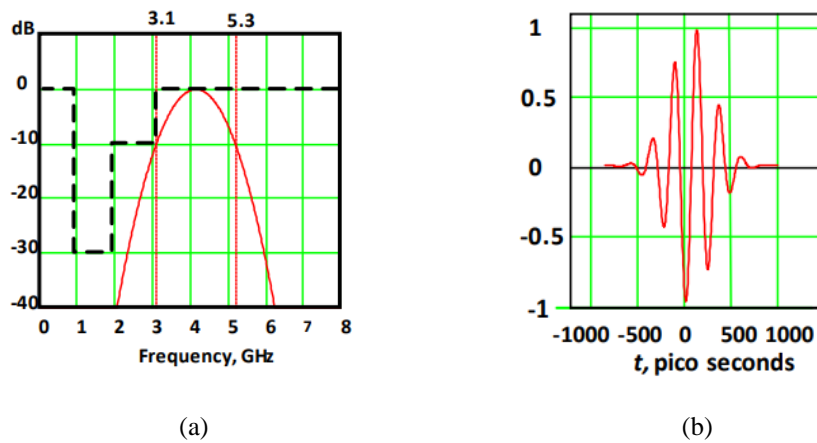 3.1 5.3
dB
0
-10
-20
-30
-40
0 1 2 3 4 5 6 7 8
Frequency, GHz
(a)
1
0.5
0
-0.5
-1
-1000 -500 0 500 1000
t, pico seconds
(b)